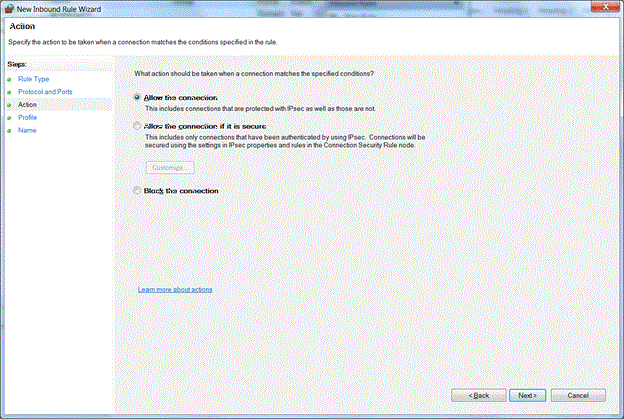 New Inbound Rule Wizard
Action
Specify the action to be taken when a connection matches the conditions specified in the rule.
Steps:
Rule Type
Protocol and Ports
Action
Profile
Name
What action should be taken when a connection matches the specified conditions?
Allow the connection
This includes connections that are protected with IPsec as well as those are not.
Allow the connection if it is secure
This includes only connections that have been authenticated by using IPsec. Connections will be
secured using the settings in IPsec properties and rules in the Connection Security Rule node.
Customize...
Block the connection
Learn more about actions
< Back
Next >
Cancel